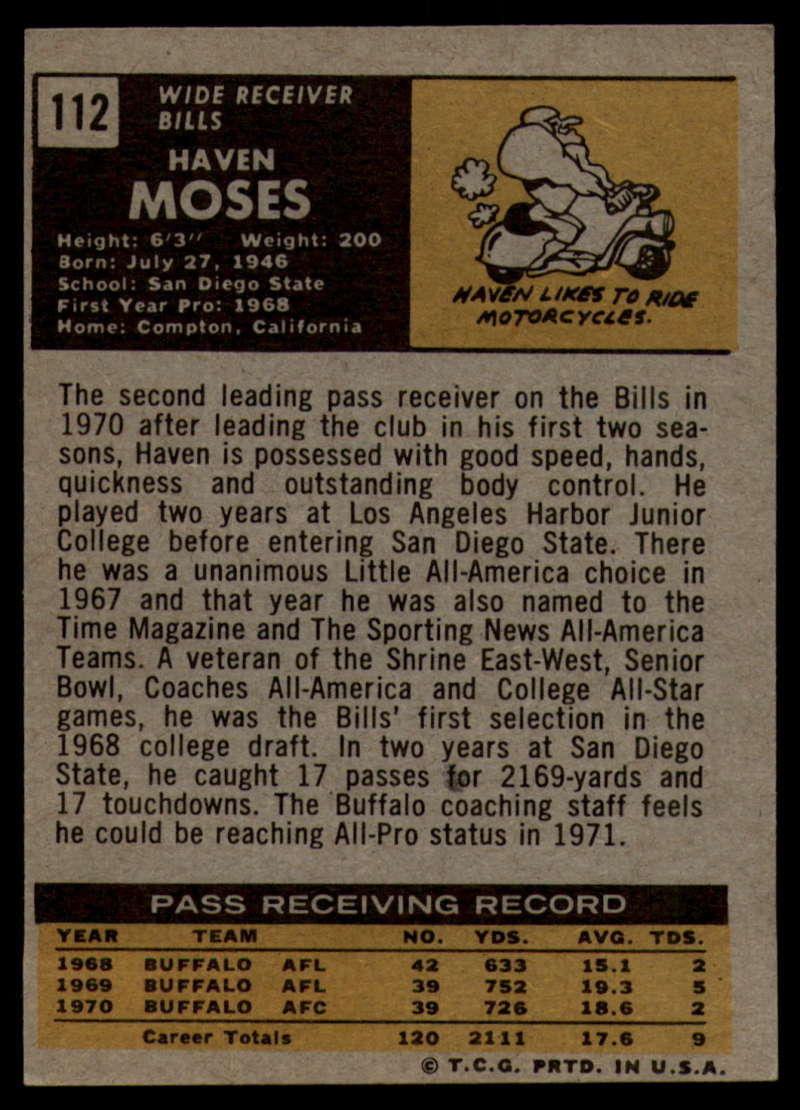 112
WIDE RECEIVER
BILLS
HAVEN
MOSES
Height: 6'3" Weight: 200
Born: July 27, 1946
School: San Diego State
First Year Pro: 1968
Home: Compton, California
HAVEN LIKES TO RIDE
MOTORCYCLES.
The second leading pass receiver on the Bills in
1970 after leading the club in his first two sea-
sons, Haven is possessed with good speed, hands,
quickness and outstanding body control. He
played two years at Los Angeles Harbor Junior
College before entering San Diego State. There
he was a unanimous Little All-America choice in
1967 and that year he was also named to the
Time Magazine and The Sporting News All-America
Teams. A veteran of the Shrine East-West, Senior
Bowl, Coaches All-America and College All-Star
games, he was the Bills' first selection in the
1968 college draft. In two years at San Diego
State, he caught 17 passes for 2169-yards and
17 touchdowns. The Buffalo coaching staff feels
he could be reaching All-Pro status in 1971.
PASS RECEIVING RECORD
YEAR TEAM NO. YDS. AVG. TDS.
1968 BUFFALO AFL 42 633 15.1 2
1969 BUFFALO AFL 39 752 19.3 5
1970 BUFFALO AFC 39 726 18.6 2
Career Totals 120 2111 17.6 9
© T.C.G. PRTD. IN U.S.A.